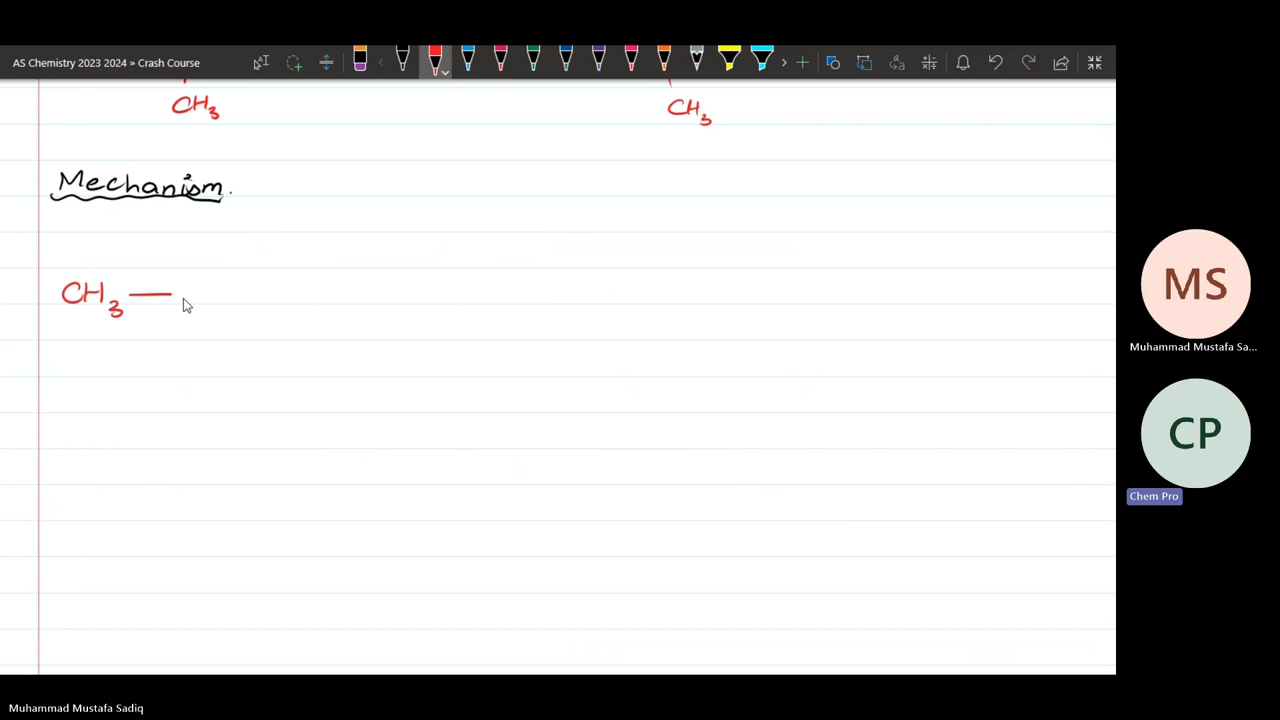 AS Chemistry 2023 2024 » Crash Course
CH3 CH3
Mechanism.
CH3 —
MS
Muhammad Mustafa Sa...
CP
Chem Pro
Muhammad Mustafa Sadiq